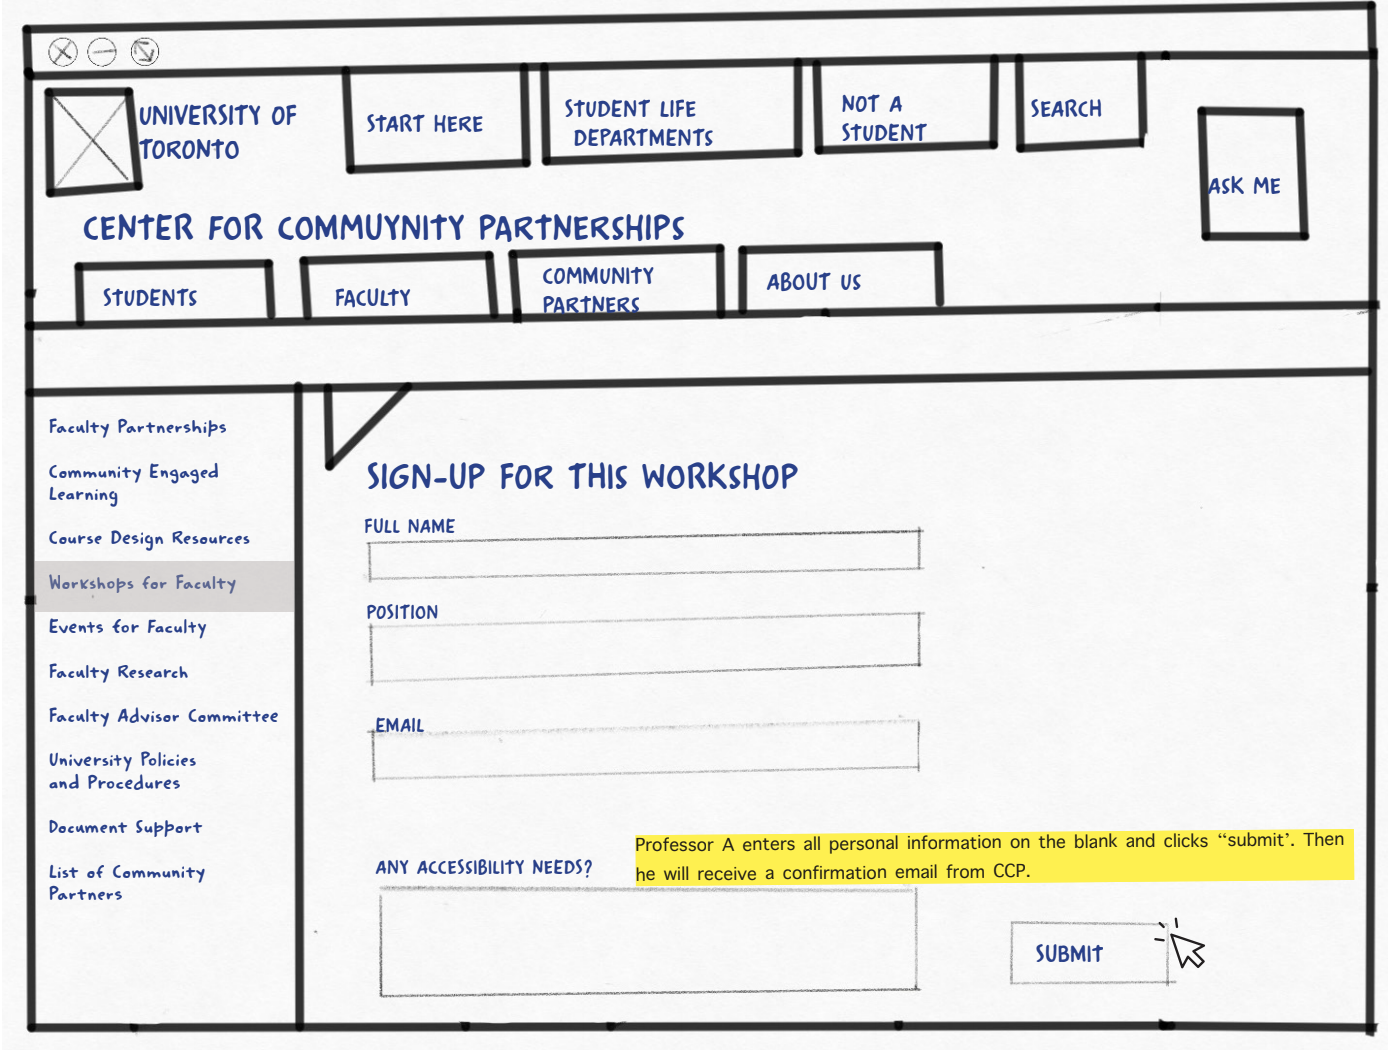 UNIVERSITY OF
TORONTO
START HERE
STUDENT LIFE
DEPARTMENTS
NOT A
STUDENT
SEARCH
ASK ME
CENTER FOR COMMUYNITY PARTNERSHIPS
STUDENTS
FACULTY
COMMUNITY
PARTNERS
ABOUT US
Faculty Partnerships
Community Engaged
Learning
Course Design Resources
Workshops for Faculty
Events for Faculty
Faculty Research
Faculty Advisor Committee
University Policies
and Procedures
Document Support
List of Community
Partners
SIGN-UP FOR THIS WORKSHOP
FULL NAME
POSITION
EMAIL
Professor A enters all personal information on the blank and clicks “submit’. Then
he will receive a confirmation email from CCP.
ANY ACCESSIBILITY NEEDS?
SUBMIT